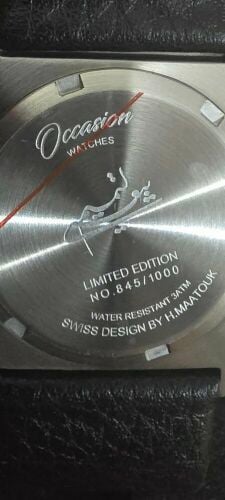 Occasion
WATCHES
LIMITED EDITION
NO.845/1000
WATER RESISTANT 3ATM
SWISS DESIGN BY H.MAATOUK